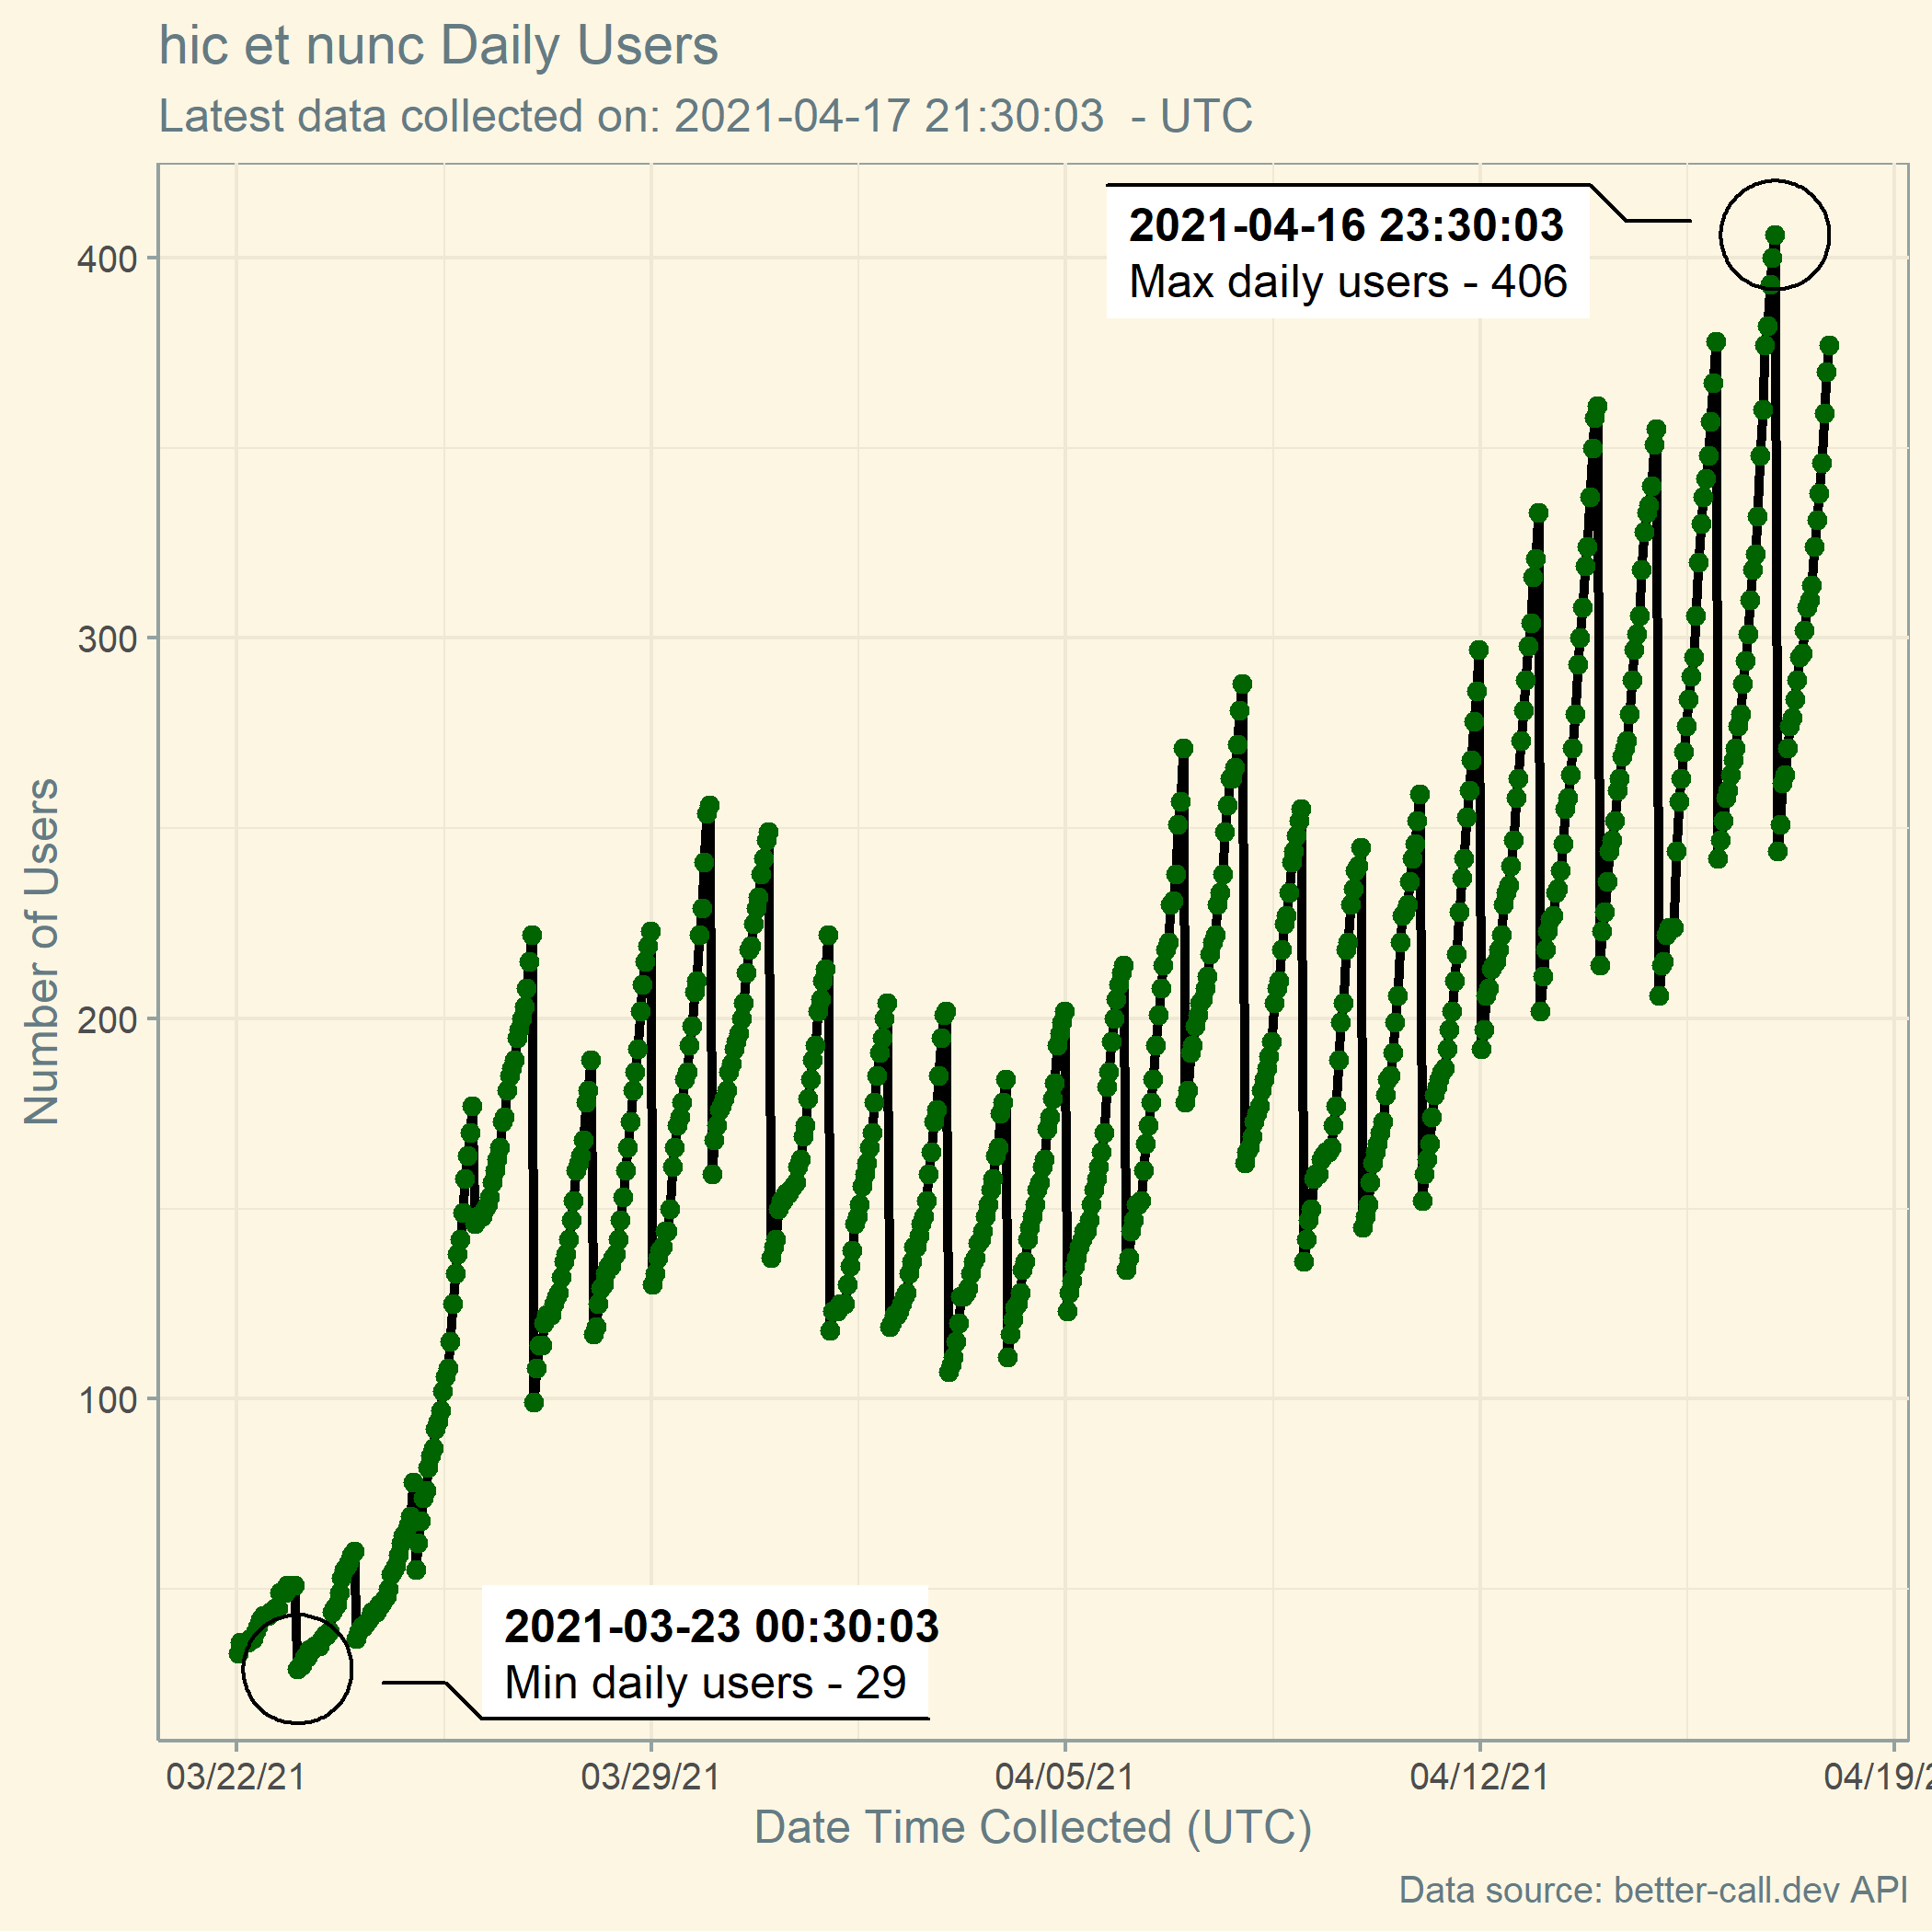 hic et nunc Daily Users
Latest data collected on: 2021-04-17 21:30:03  - UTC
2021-04-16 23:30:03
Max daily users - 406
400
300
200
100
Number of Users
2021-03-23 00:30:03
Min daily users - 29
03/22/21 03/29/21 04/05/21 04/12/21 04/19/2
Date Time Collected (UTC)
Data source: better-call.dev API